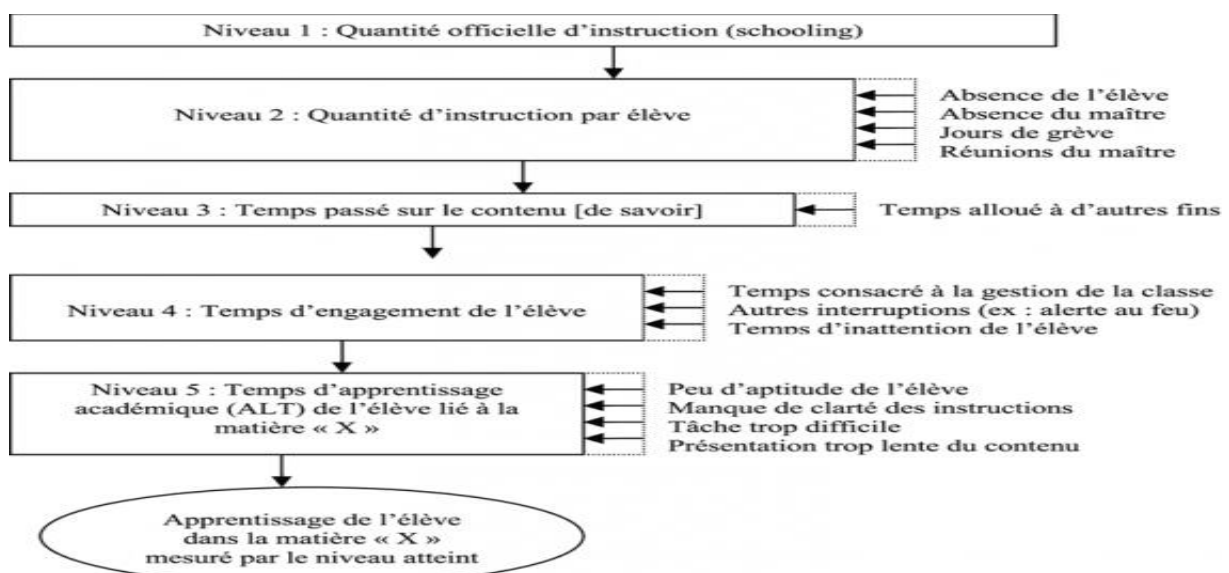 Niveau 1 : Quantité officielle d'instruction (schooling)
Niveau 2 : Quantité d'instruction par élève
Absence de l'élève
Absence du maître
Jours de grève
Réunions du maître
Niveau 3 : Temps passé sur le contenu [de savoir]
Temps alloué à d'autres fins
Niveau 4 : Temps d'engagement de l'élève
Temps consacré à la gestion de la classe
Autres interruptions (ex : alerte au feu)
Temps d'inattention de l'élève
Niveau 5 : Temps d'apprentissage
académique (ALT) de l'élève lié à la
matière « X »
Peu d'aptitude de l'élève
Manque de clarté des instructions
Tâche trop difficile
Présentation trop lente du contenu
Apprentissage de l'élève
dans la matière « X »
mesuré par le niveau atteint